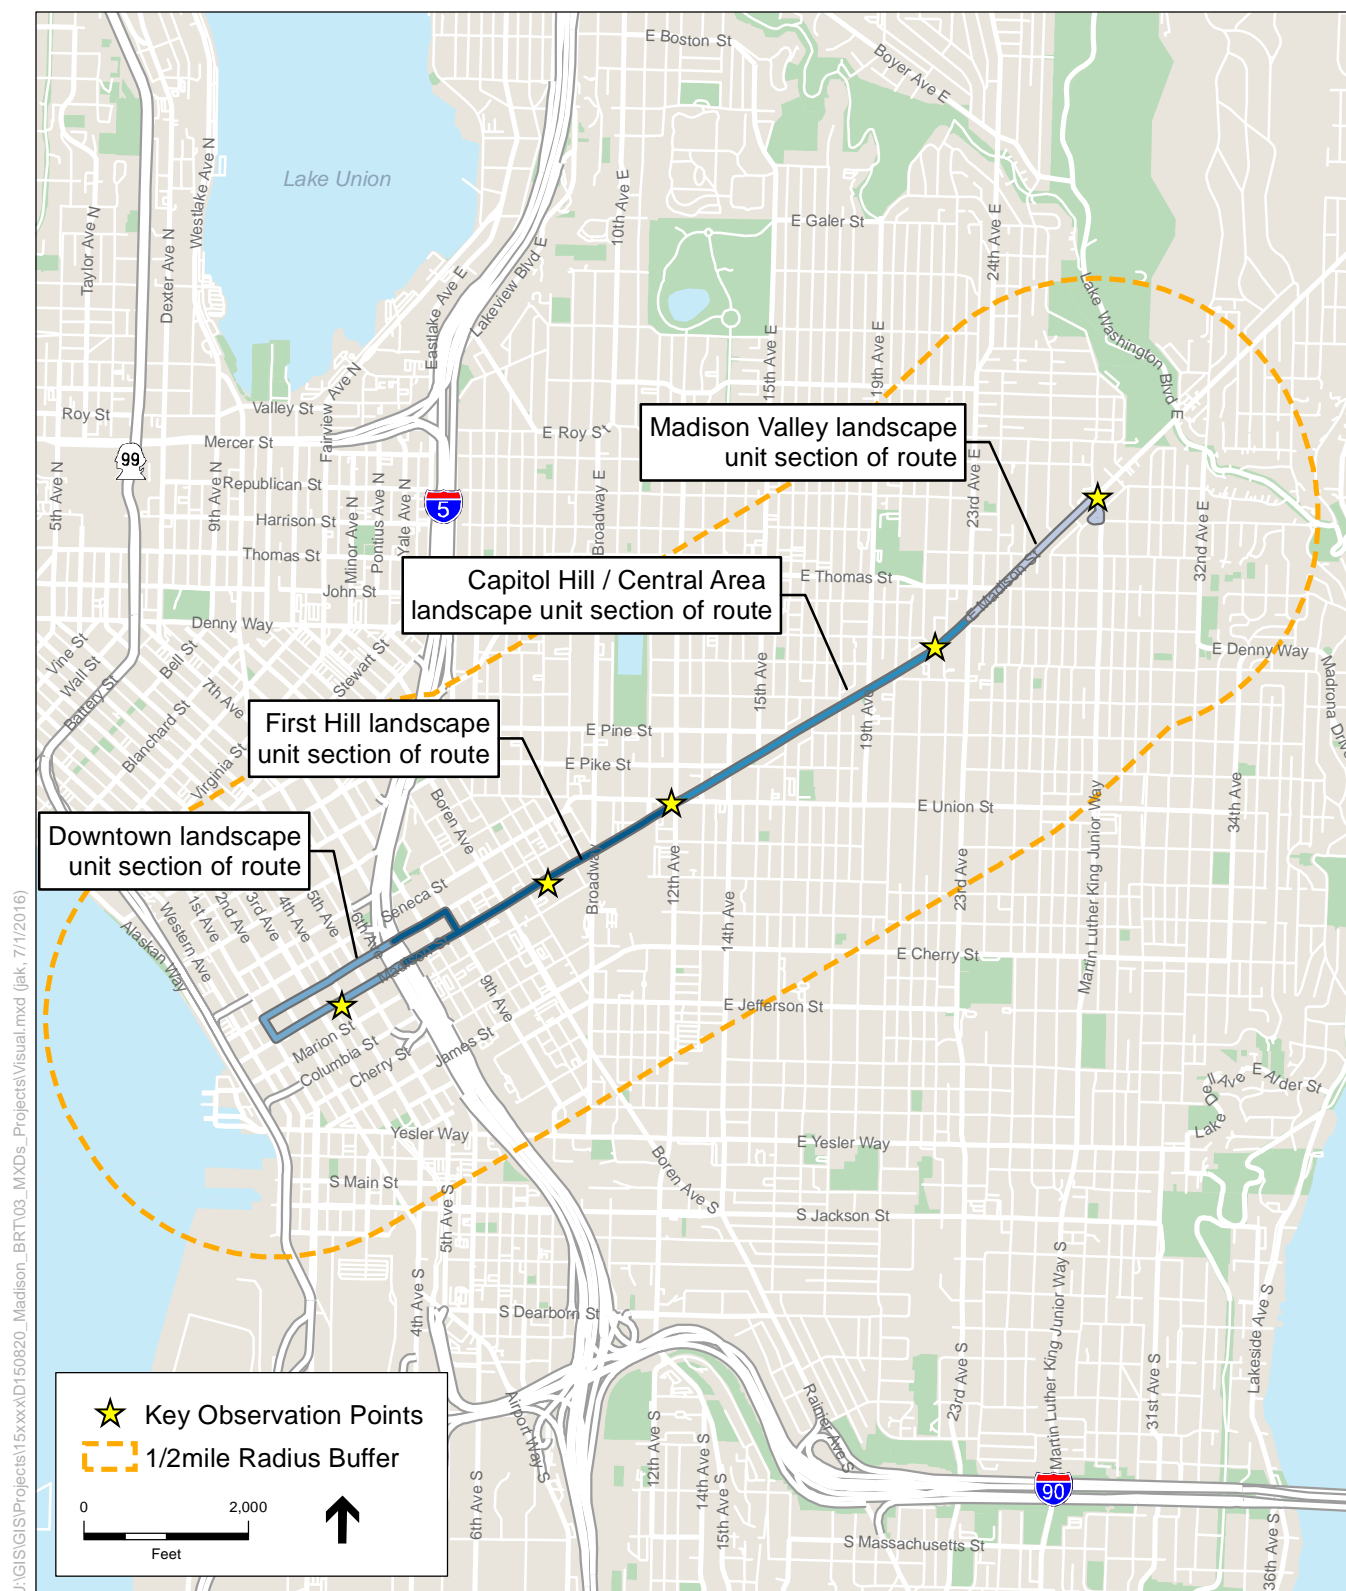 E Boston St
Boyer Ave E
Lake Union
Westlake Ave N
Taylor Ave N
Dexter Ave N
10th Ave E
E Galer St
24th Ave E
Lakeview Blvd E
Eastlake Ave E
Lake Washington Blvd E
15th Ave E
19th Ave E
Fairview Ave N
Valley St
Roy St
Mercer St
E Roy St
Madison Valley landscape
unit section of route
99
5th Ave N
9th Ave N
Republican St
Harrison St
Thomas St
John St
Minor Ave N
Pontius Ave N
Yale Ave N
5
Broadway E
23rd Ave E
32nd Ave E
Capitol Hill / Central Area
landscape unit section of route
E Thomas St
E Madison St
Denny Way
E Denny Way
Madrona Drive
Vine St
Wall St
Battery St
Bell St
Blanchard St
7th Ave
Virginia St
Stewart St
15th Ave
19th Ave
First Hill landscape
unit section of route
E Pine St
E Pike St
E Union St
34th Ave
Martin Luther King Junior Way
Boren Ave
Downtown landscape
unit section of route
Broadway
12th Ave
14th Ave
23rd Ave
Seneca St
1st Ave
2nd Ave
3rd Ave
4th Ave
5th Ave
6th Ave
Western Ave
Alaskan Way
Madison St
9th Ave
E Cherry St
E Jefferson St
Marion St
Columbia St
Cherry St
James St
Lake Dell Ave
E Alder St
Yesler Way
E Yesler Way
S Main St
Boren Ave S
S Jackson St
5th Ave S
4th Ave S
S Dearborn St
Airport Way S
6th Ave S
12th Ave S
14th Ave S
15th Ave S
Rainier Ave S
23rd Ave S
Martin Luther King Junior Way S
31st Ave S
Lakeside Ave S
90
S Massachusetts St
36th Ave S
Key Observation Points
1/2mile Radius Buffer
0 2,000
Feet
J:\GIS\GIS\Projects\15xxxx\D150820_Madison_BRT\03_MXDs_Projects\Visual.mxd (jak, 7/1/2016)